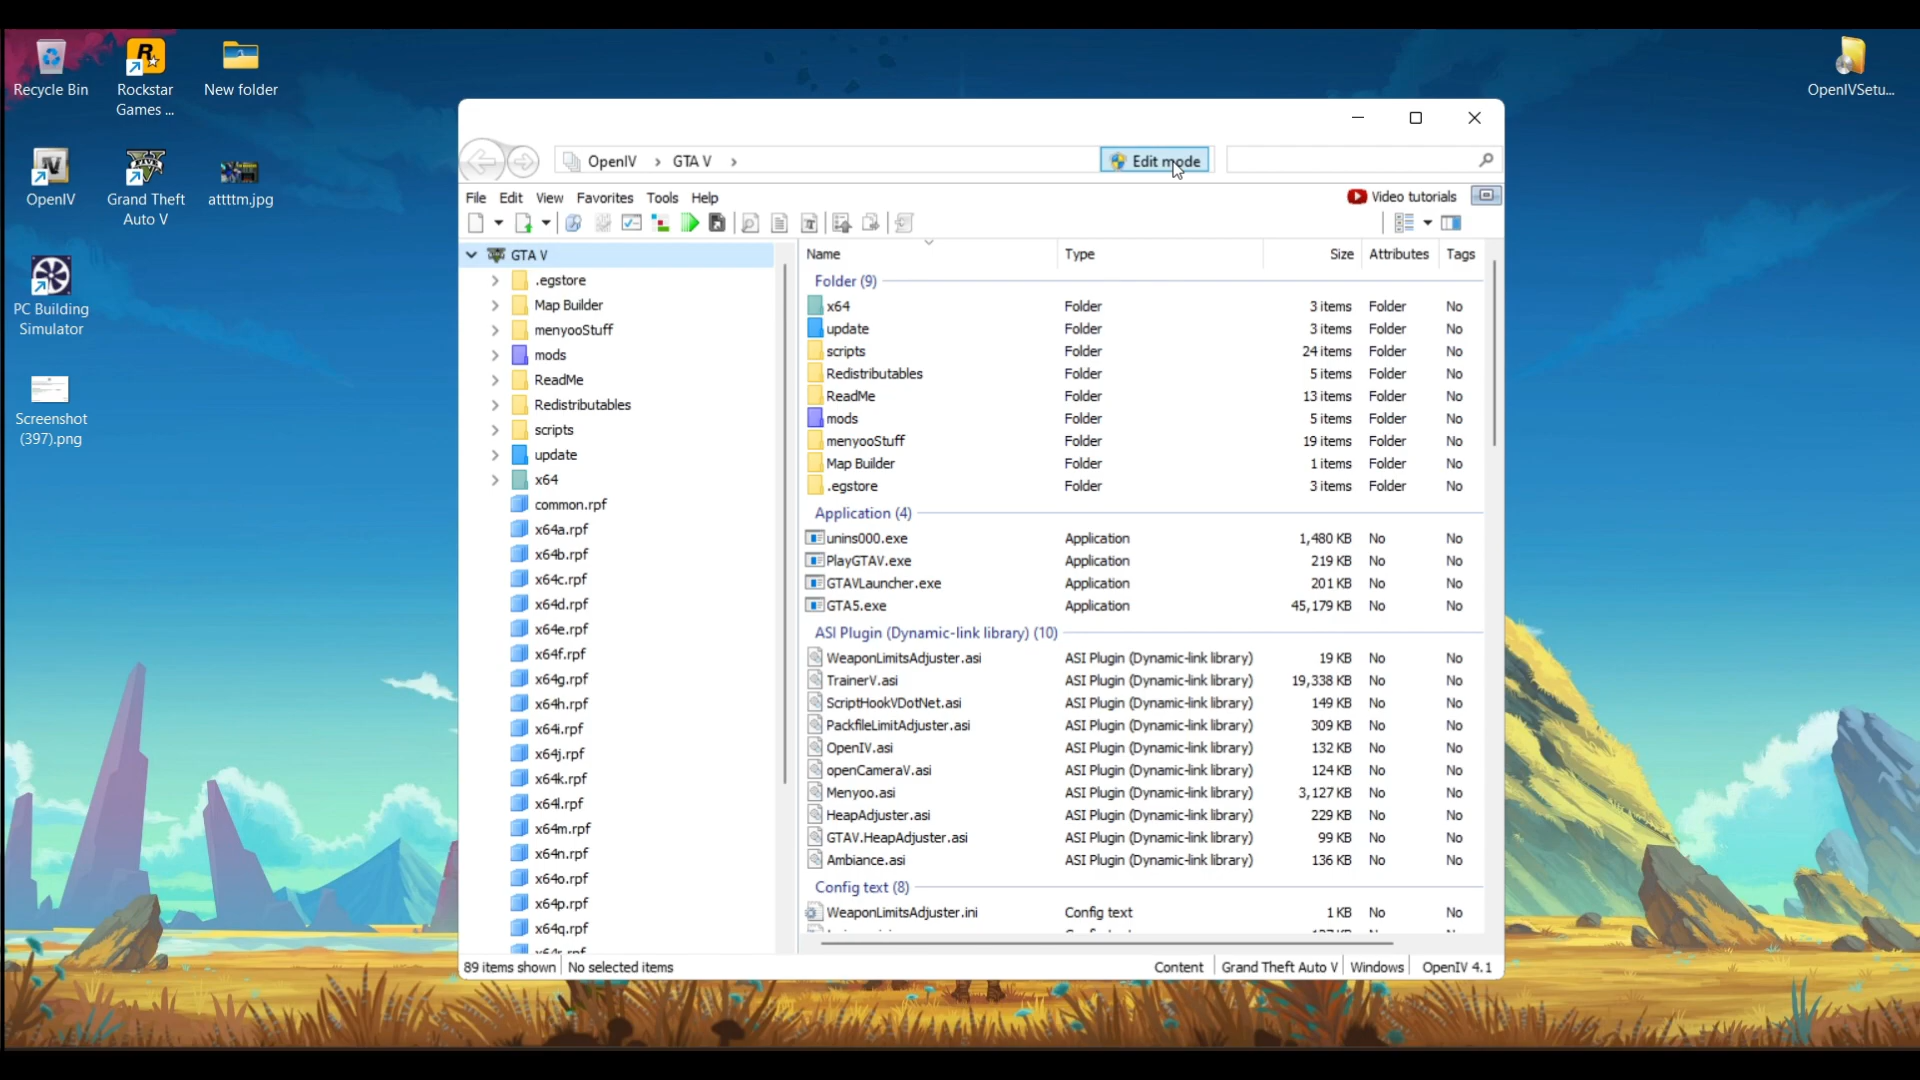 Recycle Bin
Rockstar
Games ...
New folder
OpenIVSetu...
OpenIV
Grand Theft
Auto V
attttm.jpg
PC Building
Simulator
Screenshot
(397).png
OpenIV > GTA V >
Edit mode
File Edit View Favorites Tools Help
Video tutorials
GTA V
.egstore
Map Builder
menyooStuff
mods
ReadMe
Redistributables
scripts
update
x64
common.rpf
x64a.rpf
x64b.rpf
x64c.rpf
x64d.rpf
x64e.rpf
x64f.rpf
x64g.rpf
x64h.rpf
x64i.rpf
x64j.rpf
x64k.rpf
x64l.rpf
x64m.rpf
x64n.rpf
x64o.rpf
x64p.rpf
x64q.rpf
Name Type Size Attributes Tags
Folder (9)
x64 Folder 3 items Folder No
update Folder 3 items Folder No
scripts Folder 24 items Folder No
Redistributables Folder 5 items Folder No
ReadMe Folder 13 items Folder No
mods Folder 5 items Folder No
menyooStuff Folder 19 items Folder No
Map Builder Folder 1 items Folder No
.egstore Folder 3 items Folder No
Application (4)
unins000.exe Application 1,480 KB No No
PlayGTAV.exe Application 219 KB No No
GTAVLauncher.exe Application 201 KB No No
GTA5.exe Application 45,179 KB No No
ASI Plugin (Dynamic-link library) (10)
WeaponLimitsAdjuster.asi ASI Plugin (Dynamic-link library) 19 KB No No
TrainerV.asi ASI Plugin (Dynamic-link library) 19,338 KB No No
ScriptHookVDotNet.asi ASI Plugin (Dynamic-link library) 149 KB No No
PackfileLimitAdjuster.asi ASI Plugin (Dynamic-link library) 309 KB No No
OpenIV.asi ASI Plugin (Dynamic-link library) 132 KB No No
openCameraV.asi ASI Plugin (Dynamic-link library) 124 KB No No
Menyoo.asi ASI Plugin (Dynamic-link library) 3,127 KB No No
HeapAdjuster.asi ASI Plugin (Dynamic-link library) 229 KB No No
GTAV.HeapAdjuster.asi ASI Plugin (Dynamic-link library) 99 KB No No
Ambiance.asi ASI Plugin (Dynamic-link library) 136 KB No No
Config text (8)
WeaponLimitsAdjuster.ini Config text 1 KB No No
89 items shown No selected items
Content Grand Theft Auto V Windows OpenIV 4.1